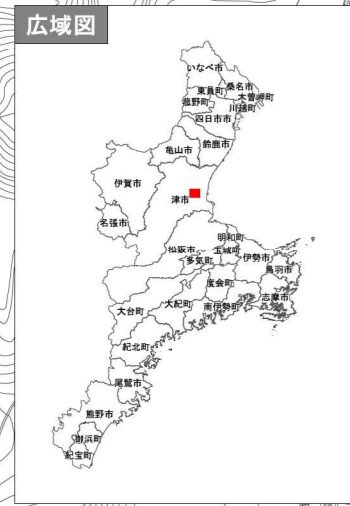 広域図
いなべ市
東員町
桑名市
木曽岬町
菰野町
川越町
四日市市
亀山市
鈴鹿市
伊賀市
津市
名張市
明和町
松阪市
玉城町
多気町
伊勢市
鳥羽市
度会町
志摩市
大台町
大紀町
南伊勢町
紀北町
尾鷲市
熊野市
御浜町
紀宝町